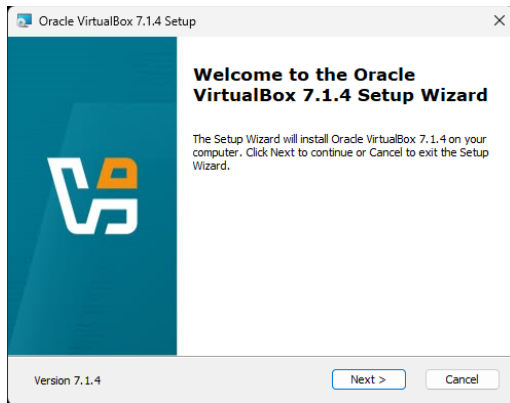 Oracle VirtualBox 7.1.4 Setup
Welcome to the Oracle
VirtualBox 7.1.4 Setup Wizard
The Setup Wizard will install Oracle VirtualBox 7.1.4 on your
computer. Click Next to continue or Cancel to exit the Setup
Wizard.
Version 7.1.4
Next >
Cancel